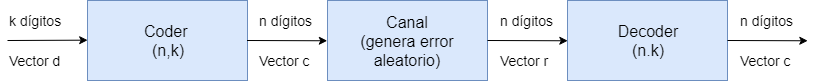 k dígitos
Vector d
Coder
(n,k)
n dígitos
Vector c
Canal
(genera error
aleatorio)
n dígitos
Vector r
Decoder
(n.k)
n dígitos
Vector c